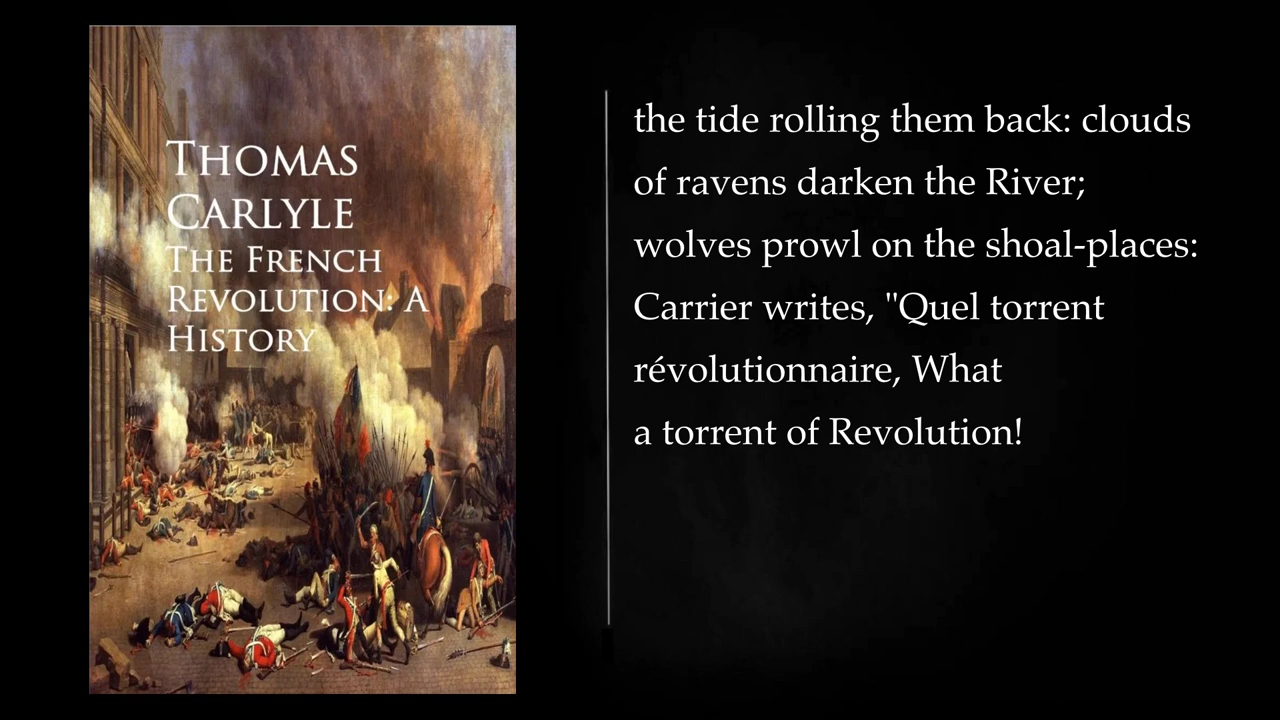 THOMAS
CARLYLE
THE FRENCH
REVOLUTION: A
HISTORY
the tide rolling them back: clouds
of ravens darken the River;
wolves prowl on the shoal-places:
Carrier writes, "Quel torrent
révolutionnaire, What
a torrent of Revolution!